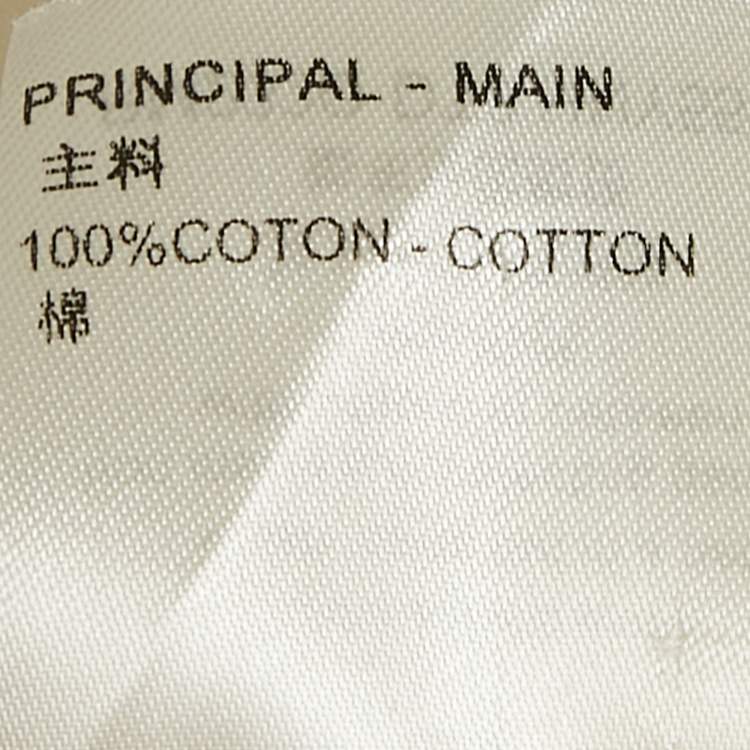 PRINCIPAL - MAIN
主料
100%COTON - COTTON
棉